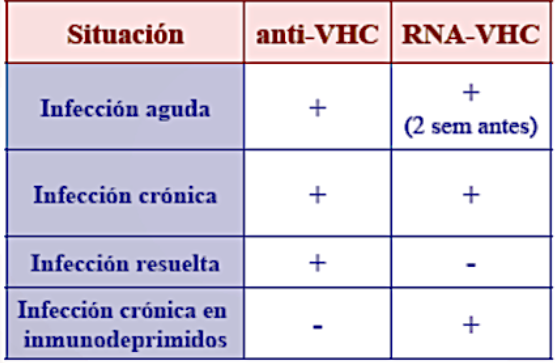 Situación anti-VHC RNA-VHC
Infección aguda + +
(2 sem antes)
Infección crónica + +
Infección resuelta + -
Infección crónica en
inmunodeprimidos - +